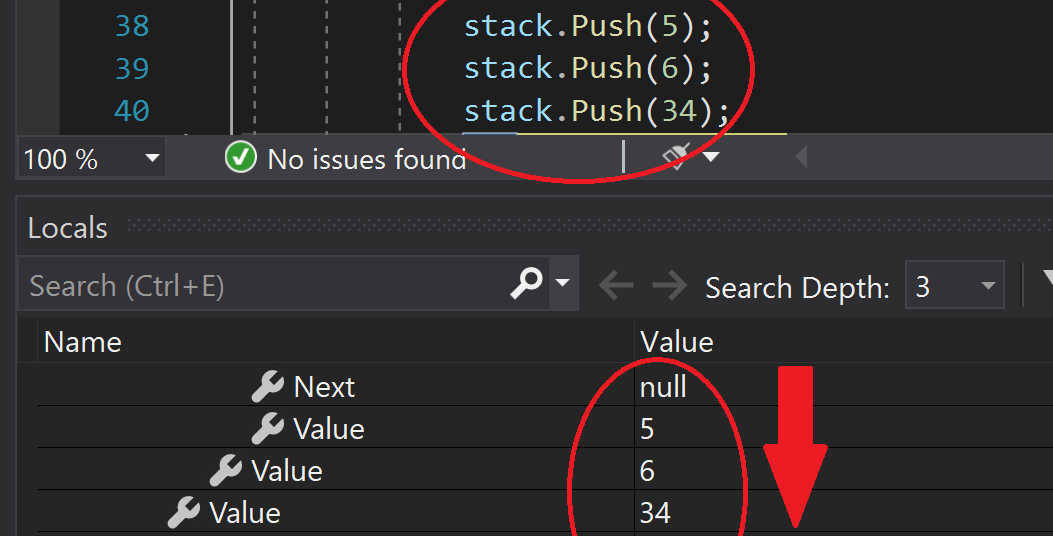 38 stack.Push(5);
39 stack.Push(6);
40 stack.Push(34);
100 % No issues found
Locals
Search (Ctrl+E) Search Depth: 3
Name Value
Next null
Value 5
Value 6
Value 34